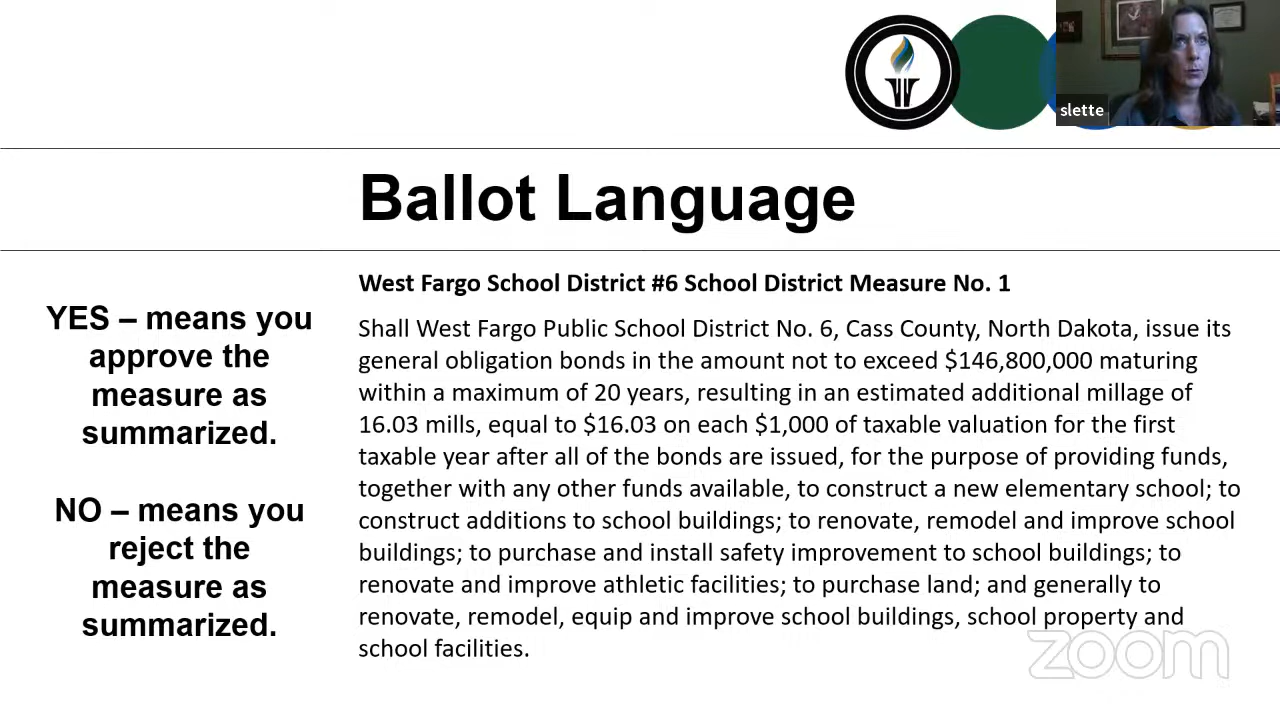 slette
Ballot Language
YES – means you
approve the
measure as
summarized.
NO – means you
reject the
measure as
summarized.
West Fargo School District #6 School District Measure No. 1
Shall West Fargo Public School District No. 6, Cass County, North Dakota, issue its
general obligation bonds in the amount not to exceed $146,800,000 maturing
within a maximum of 20 years, resulting in an estimated additional millage of
16.03 mills, equal to $16.03 on each $1,000 of taxable valuation for the first
taxable year after all of the bonds are issued, for the purpose of providing funds,
together with any other funds available, to construct a new elementary school; to
construct additions to school buildings; to renovate, remodel and improve school
buildings; to purchase and install safety improvement to school buildings; to
renovate and improve athletic facilities; to purchase land; and generally to
renovate, remodel, equip and improve school buildings, school property and
school facilities.
zoom